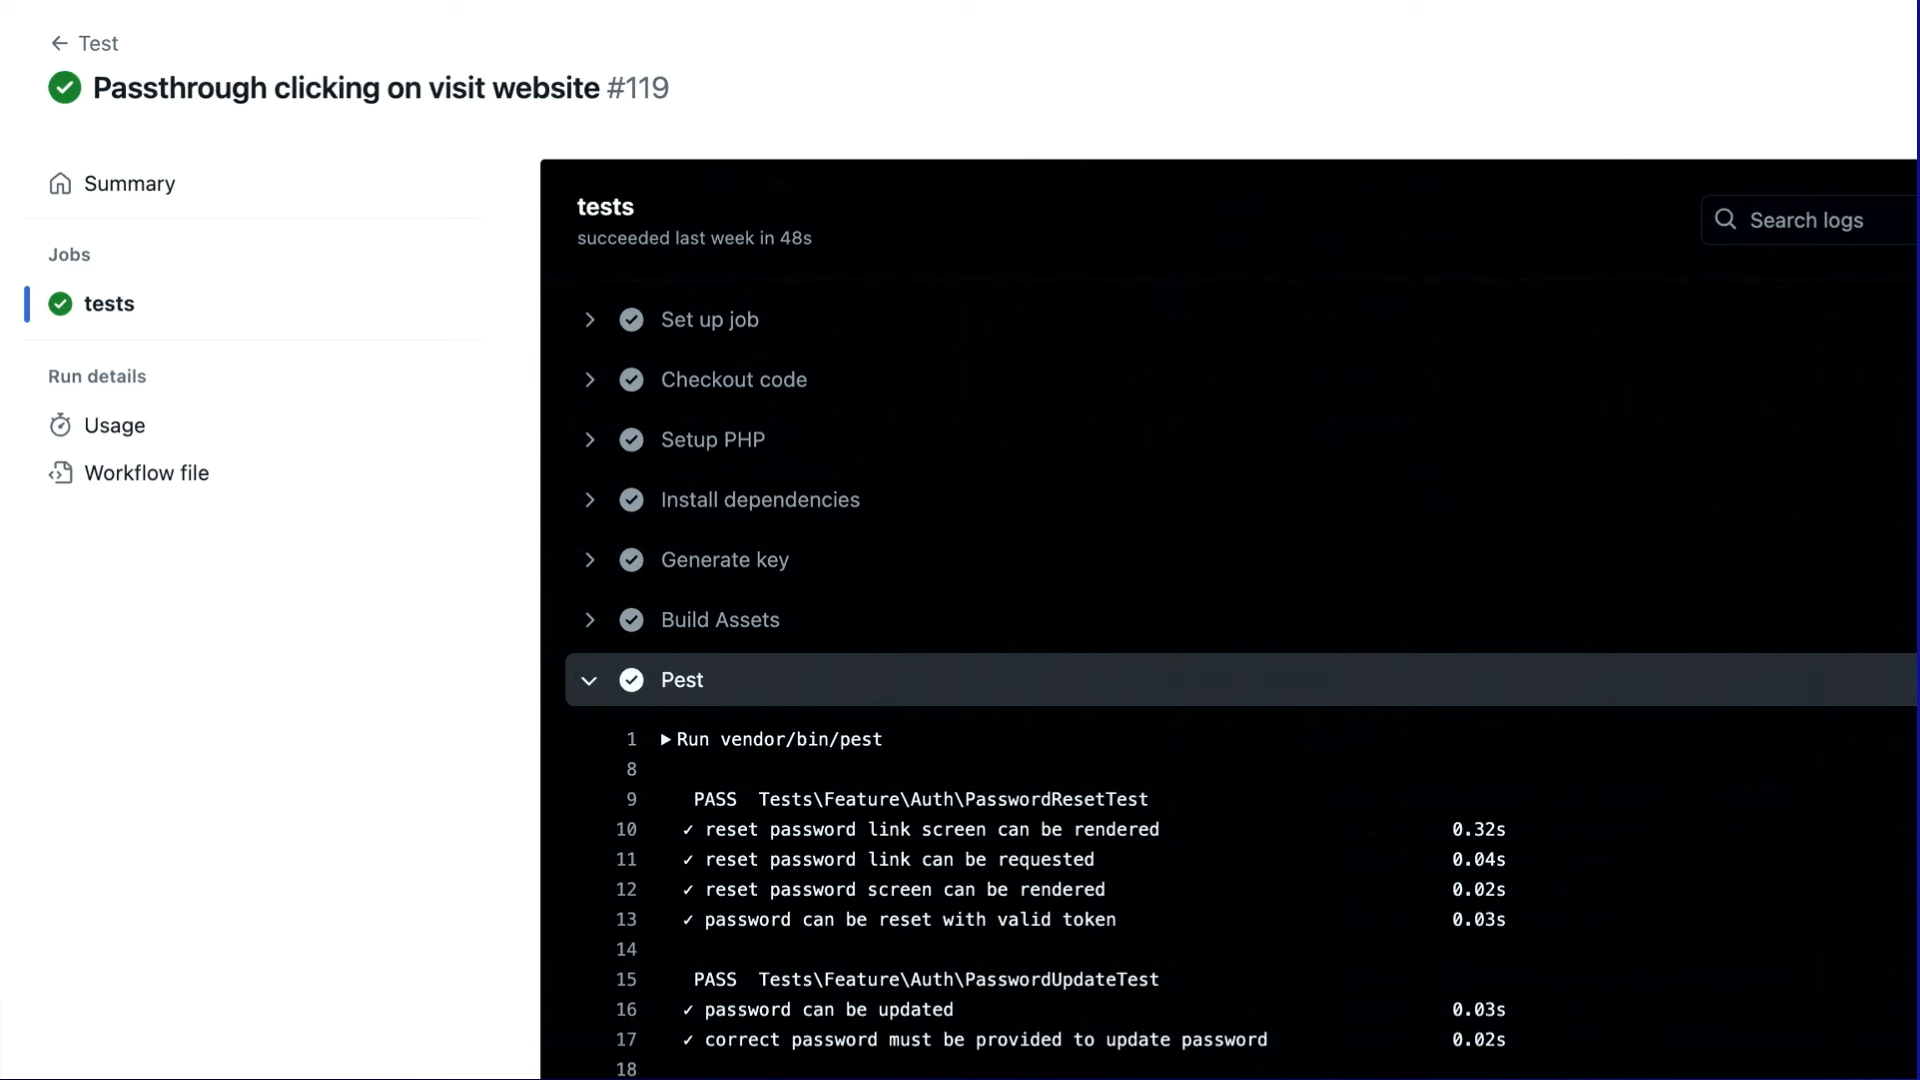 Test
Passthrough clicking on visit website #119
Summary
Jobs
tests
Run details
Usage
Workflow file
tests
succeeded last week in 48s
Search logs
Set up job
Checkout code
Setup PHP
Install dependencies
Generate key
Build Assets
Pest
1 Run vendor/bin/pest
8
9 PASS Tests\Feature\Auth\PasswordResetTest
10 ✓ reset password link screen can be rendered 0.32s
11 ✓ reset password link can be requested 0.04s
12 ✓ reset password screen can be rendered 0.02s
13 ✓ password can be reset with valid token 0.03s
14
15 PASS Tests\Feature\Auth\PasswordUpdateTest
16 ✓ password can be updated 0.03s
17 ✓ correct password must be provided to update password 0.02s
18